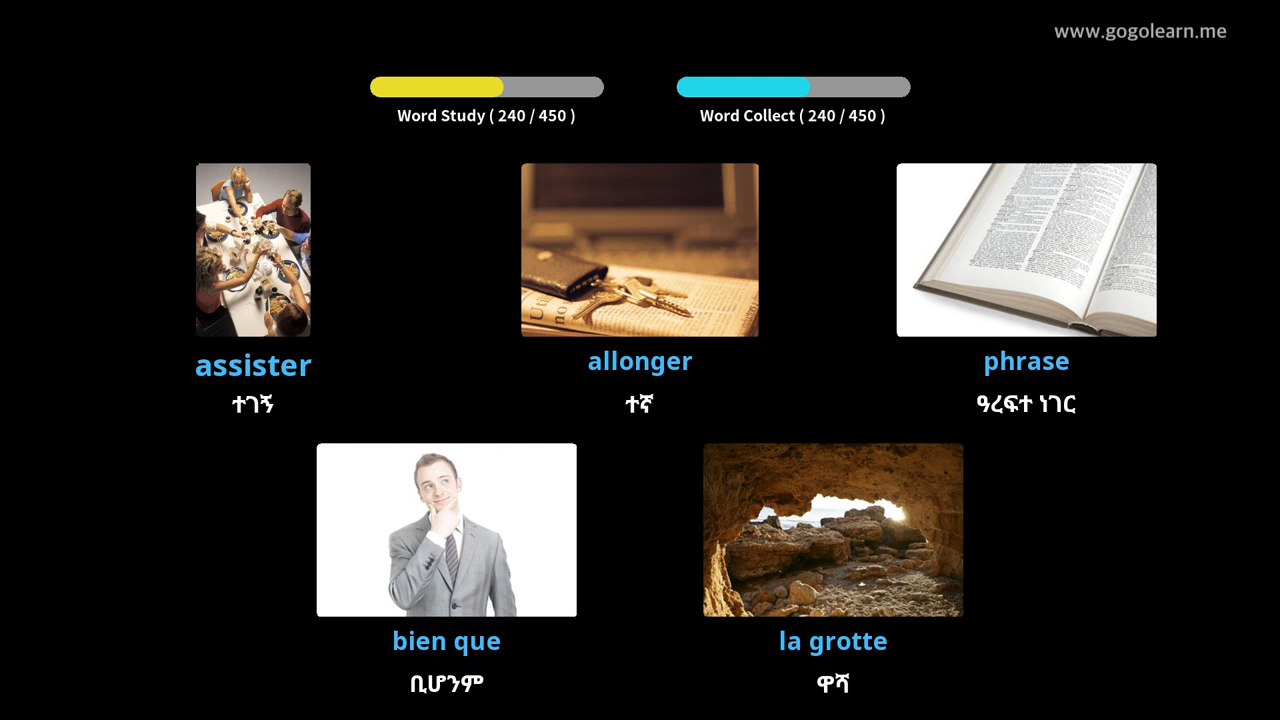 www.gogolearn.me
Word Study ( 240 / 450 )
Word Collect ( 240 / 450 )
assister
ተገኝ
allonger
ተኛ
phrase
ዓረፍተ ነገር
bien que
ቢሆንም
la grotte
ዋሻ